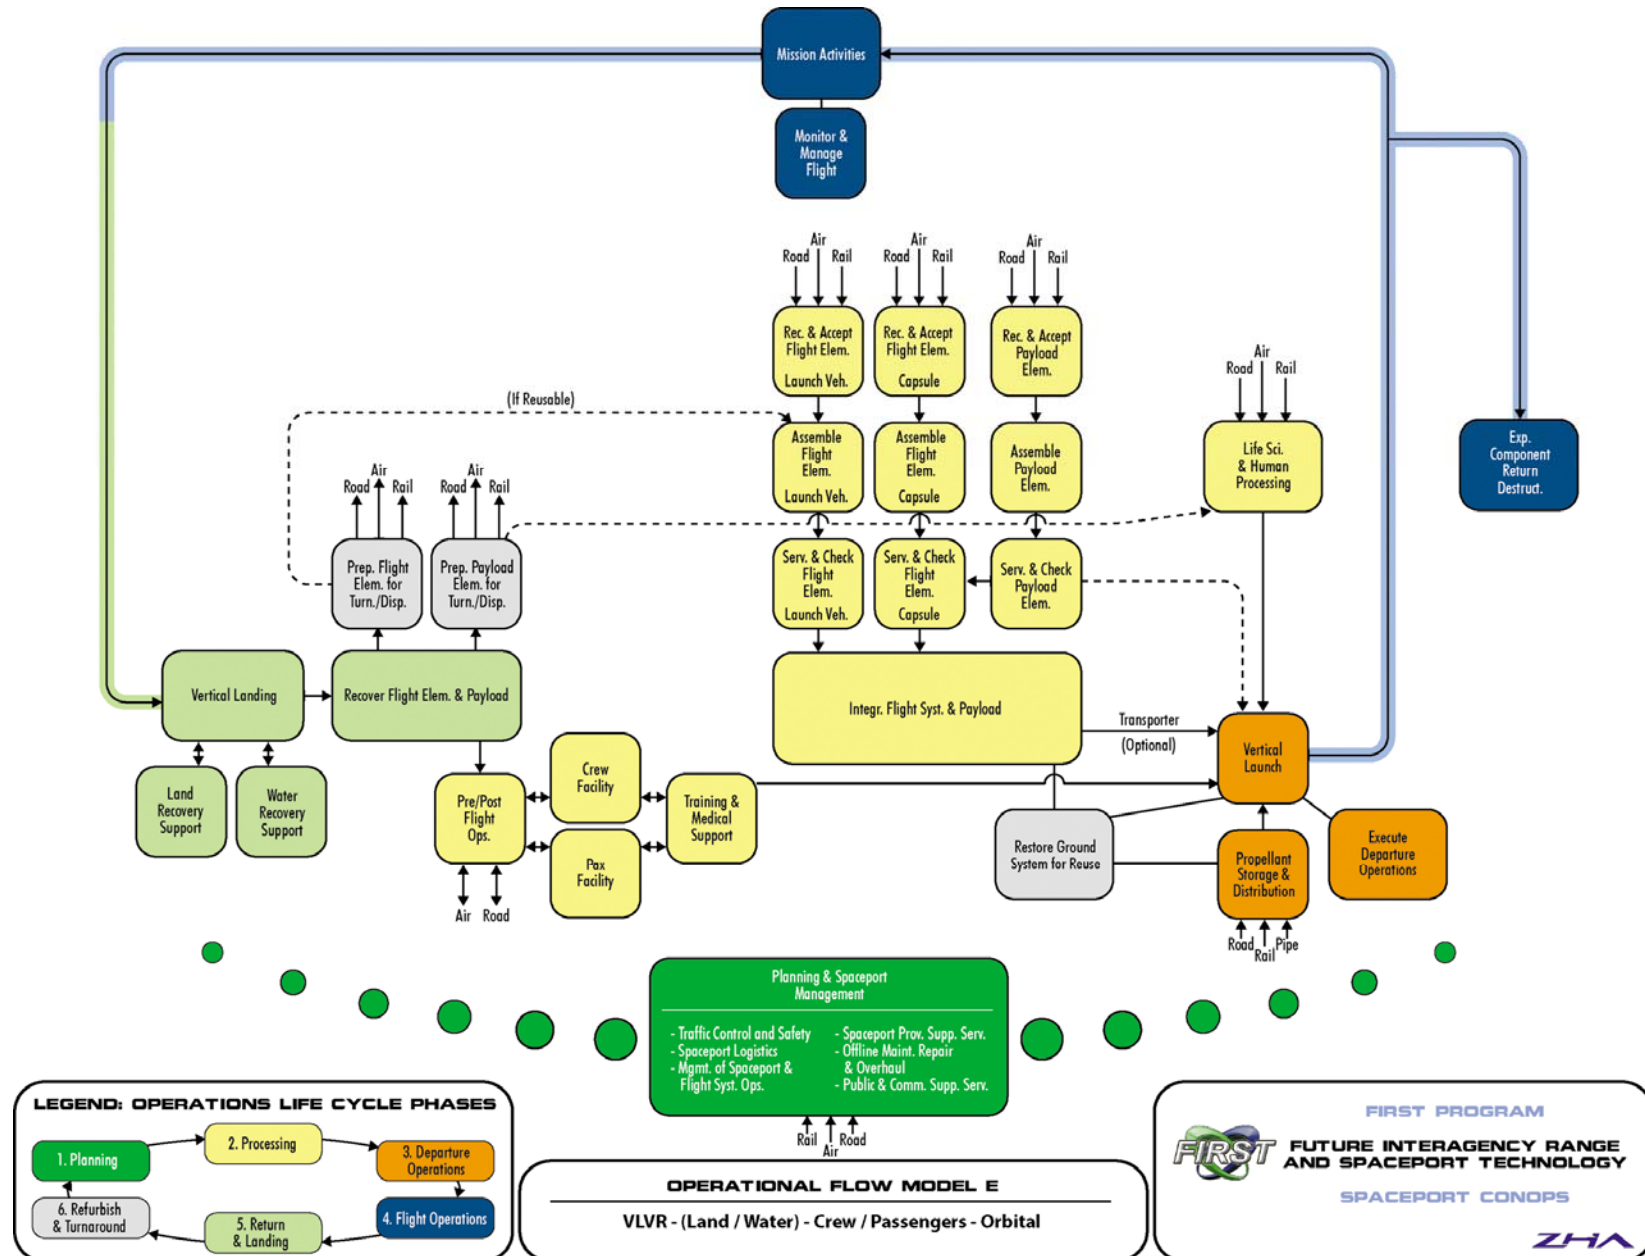 Mission Activities
Monitor &
Manage
Flight
Air
Road Rail
Air
Road Rail
Air
Road Rail
Rec. & Accept
Flight Elem.
Launch Veh.
Rec. & Accept
Flight Elem.
Capsule
Rec. & Accept
Payload
Elem.
Air
Road Rail
(If Reusable)
Assemble
Flight
Elem.
Launch Veh.
Assemble
Flight
Elem.
Capsule
Assemble
Payload
Elem.
Life Sci.
& Human
Processing
Exp.
Component
Return
Destruct.
Air
Road Rail
Air
Road Rail
Prep. Flight
Elem. for
Turn./Disp.
Prep. Payload
Elem. for
Turn./Disp.
Serv. & Check
Flight
Elem.
Launch Veh.
Serv. & Check
Flight
Elem.
Capsule
Serv. & Check
Payload
Elem.
Vertical Landing
Recover Flight Elem. & Payload
Integr. Flight Syst. & Payload
Transporter
(Optional)
Vertical
Launch
Land
Recovery
Support
Water
Recovery
Support
Pre/Post
Flight
Ops.
Crew
Facility
Pax
Facility
Training &
Medical
Support
Restore Ground
System for Reuse
Propellant
Storage &
Distribution
Execute
Departure
Operations
Air Road
Road Rail Pipe
Planning & Spaceport
Management
- Traffic Control and Safety
- Spaceport Logistics
- Mgmt. of Spaceport &
Flight Syst. Ops.
- Spaceport Prov. Supp. Serv.
- Offline Maint. Repair
& Overhaul
- Public & Comm. Supp. Serv.
Rail Air Road
LEGEND: OPERATIONS LIFE CYCLE PHASES
1. Planning
2. Processing
3. Departure
Operations
4. Flight Operations
5. Return
& Landing
6. Refurbish
& Turnaround
OPERATIONAL FLOW MODEL E
VLVR - (Land / Water) - Crew / Passengers - Orbital
FIRST PROGRAM
FIRST
FUTURE INTERAGENCY RANGE
AND SPACEPORT TECHNOLOGY
SPACEPORT CONOPS
ZHA